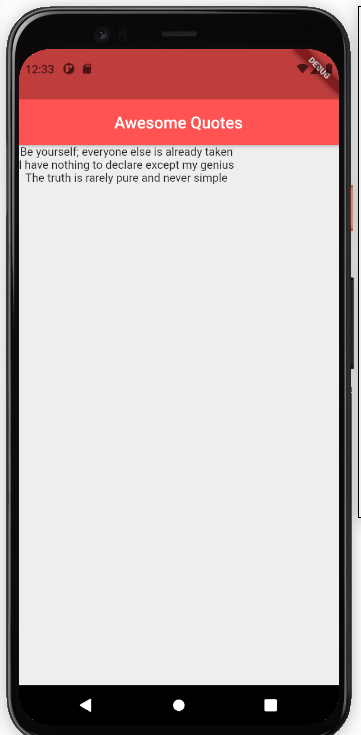 12:33
DEBUG
Awesome Quotes
Be yourself; everyone else is already taken
I have nothing to declare except my genius
The truth is rarely pure and never simple